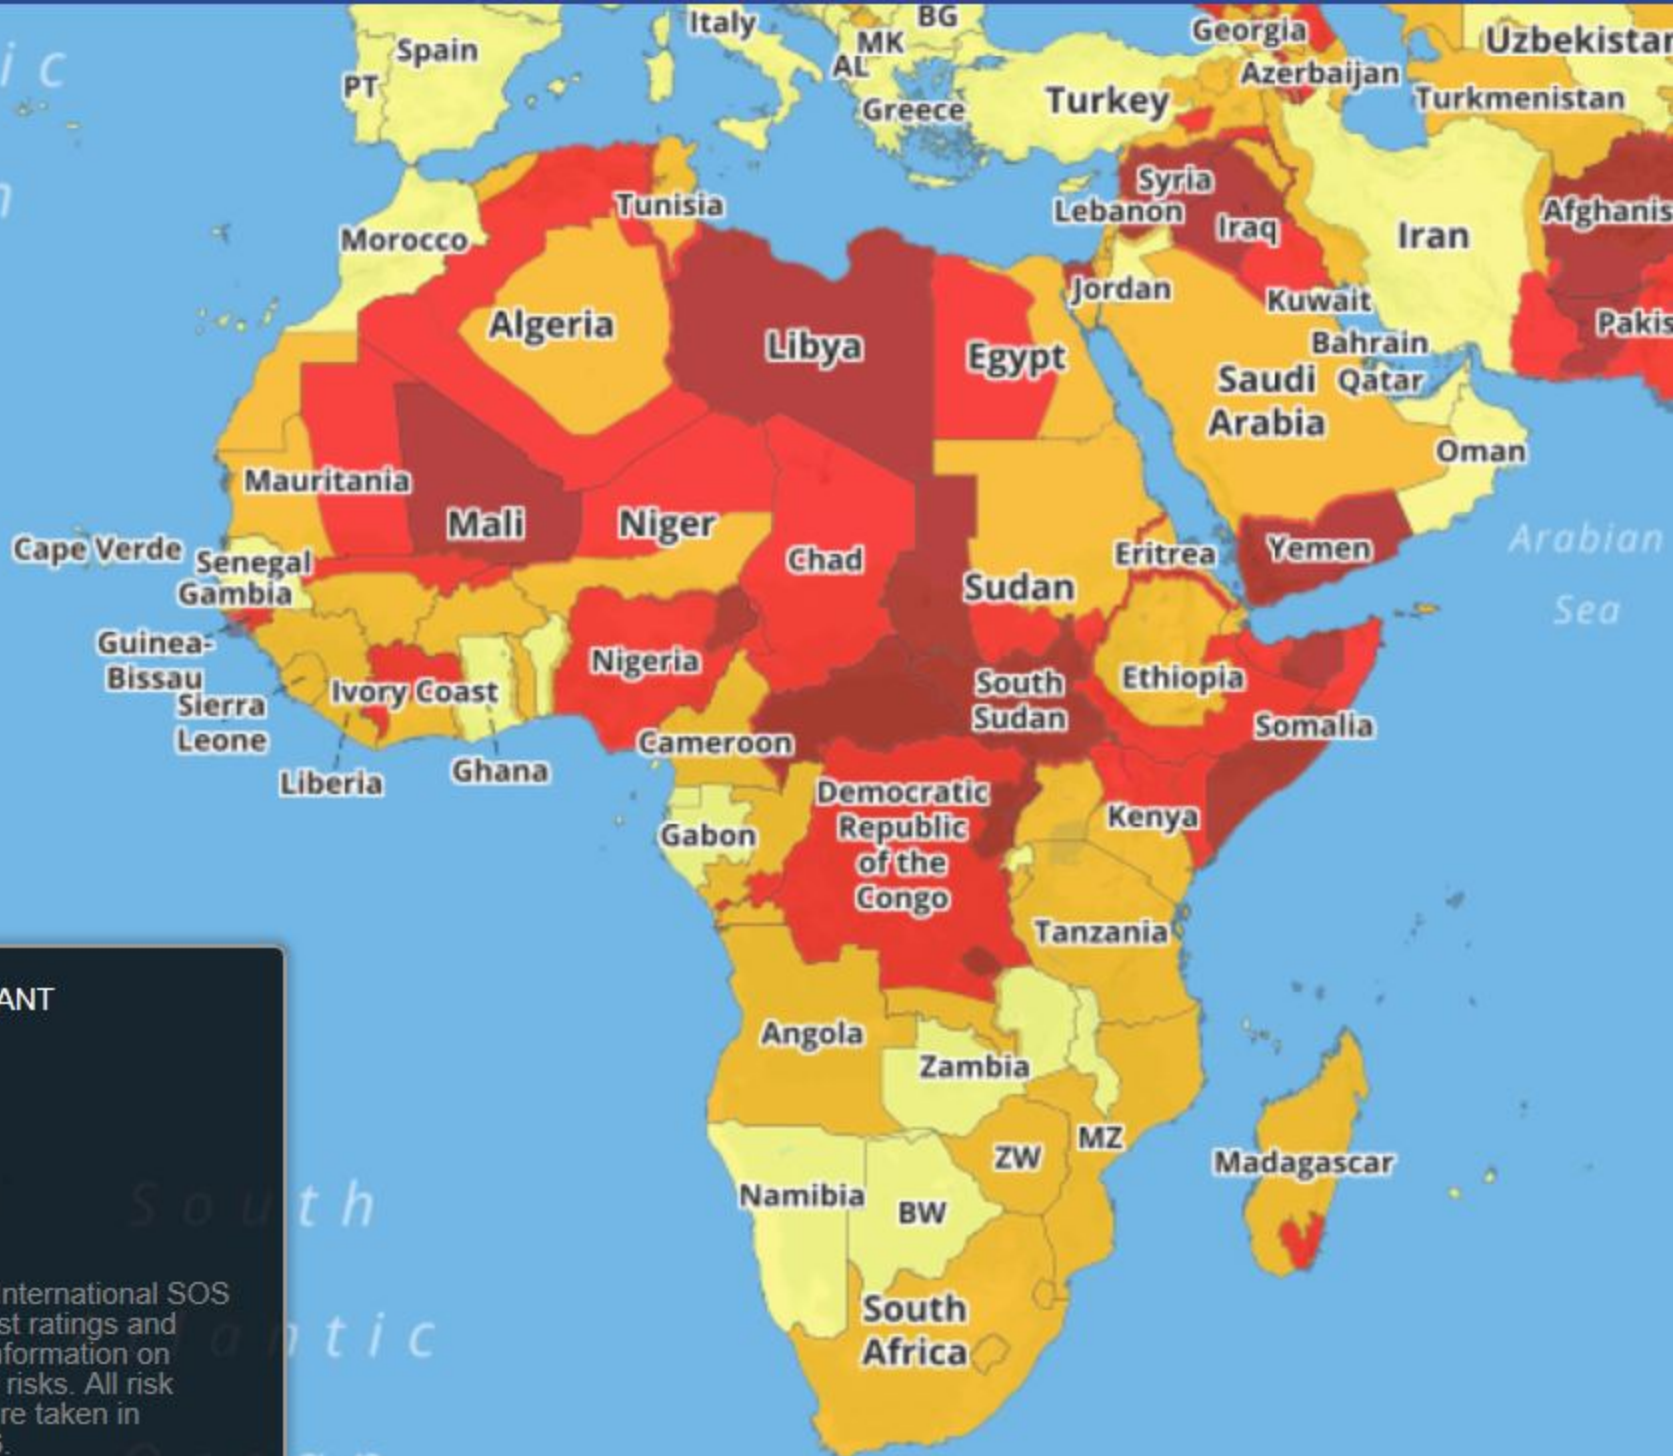 Italy
BG
Georgia
Spain
MK
Uzbekistan
i c
AL
Azerbaijan
PT
Greece
Turkey
Turkmenistan
n
Syria
Tunisia
Lebanon
Afghanis
Morocco
Iraq
Iran
Jordan
Kuwait
Algeria
Pakis
Libya
Bahrain
Egypt
Saudi
Qatar
Arabia
Oman
Mauritania
Mali
Niger
Arabian
Sea
Cape Verde
Senegal
Chad
Eritrea
Yemen
Gambia
Sudan
Guinea-
Bissau
Nigeria
Ethiopia
South
Sudan
Ivory Coast
Sierra
Leone
Somalia
Cameroon
Liberia
Ghana
Democratic
Republic
of the
Congo
Kenya
Gabon
Tanzania
ANT
Angola
Zambia
MZ
ZW
Madagascar
Namibia
BW
South
nternational SOS
st ratings and
formation on
risks. All risk
re taken in
South
Africa
antic